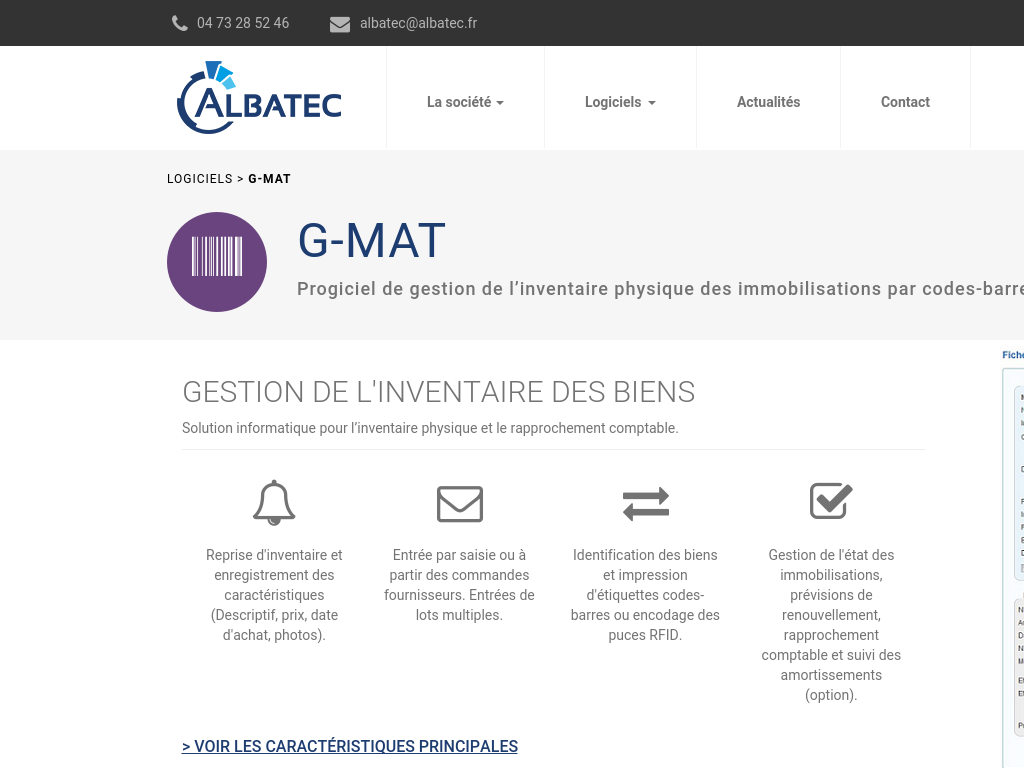 04 73 28 52 46 albatec@albatec.fr
ALBATEC
La société Logiciels Actualités Contact
LOGICIELS > G-MAT
G-MAT
Progiciel de gestion de l’inventaire physique des immobilisations par codes-barre
GESTION DE L'INVENTAIRE DES BIENS
Solution informatique pour l’inventaire physique et le rapprochement comptable.
Reprise d'inventaire et
enregistrement des
caractéristiques
(Descriptif, prix, date
d'achat, photos).
Entrée par saisie ou à
partir des commandes
fournisseurs. Entrées de
lots multiples.
Identification des biens
et impression
d'étiquettes codes-
barres ou encodage des
puces RFID.
Gestion de l'état des
immobilisations,
prévisions de
renouvellement,
rapprochement
comptable et suivi des
amortissements
(option).
> VOIR LES CARACTÉRISTIQUES PRINCIPALES
Fiche